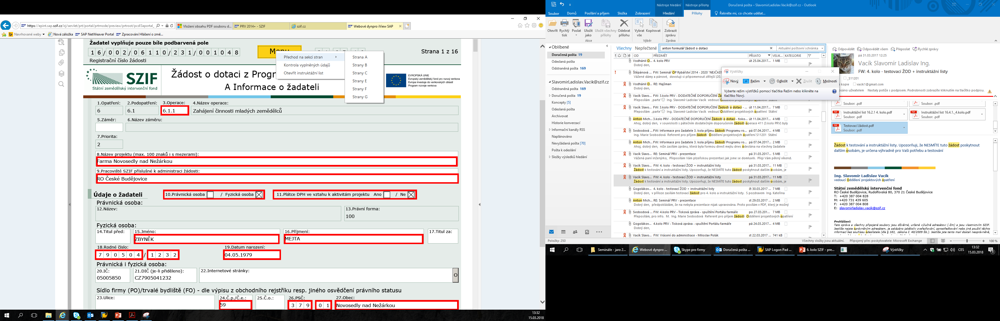 https://epint.sap.szif.cz/irj/servlet/prt/portal/prtmode/preview/prtroot/pcd!3aportal_
Vložení obsahu PDF souboru d...
PRV 2014+ - SZIF
szif.cz
Webové dynpro iView SAP
Navrhované weby
Nová záložka
SAP NetWeaver Portal
Zpracování Hlášení o změ...
Žadatel vyplňuje pouze bíle podbarvená pole
16/002/06110/231/001048
Menu
Strana 1 z 16
Registrační číslo žádosti
Přechod na sekci stran
Kontrola vyplněných údajů
Otevřít instruktážní list
Strana A
Strany B
Strany C
Strany E
Strany F
Strany G
SZIF
Státní zemědělský intervenční fond
Žádost o dotaci z Prog
A Informace o žadateli
EVROPSKÁ UNIE
Evropský zemědělský fond pro rozvoj venkova
Evropa investuje do venkovských oblastí
Program rozvoje venkova
1.Opatření: 2.Podopatření: 3.Operace: 4.Název operace:
6 6.1 6.1.1 Zahájení činnosti mladých zemědělců
5.Záměr: 6.Název záměru:
7.Priorita:
2
8.Název projektu (max. 100 znaků i s mezerami):
Farma Novosedly nad Nežárkou
9.Pracoviště SZIF příslušné k administraci žádosti:
RO České Budějovice
Údaje o žadateli
10.Právnická osoba / Fyzická osoba
11.Plátce DPH ve vztahu k aktivitám projektu Ano / Ne
Právnická osoba:
12.Název: 13.Právní forma:
100
Fyzická osoba:
14.Titul před: 15.Jméno: 16.Příjmení: 17.Titul za:
ZBYNĚK MEJTA
18.Rodné číslo: 19.Datum narození:
790504/1232 04.05.1979
Právnická i fyzická osoba:
20.IČ: 21.DIČ (je-li přiděleno): 22.Internetové stránky:
05005850 CZ7905041232 O
Sídlo firmy (PO)/trvalé bydliště (FO) - dle výpisu z obchodního rejstříku resp. jiného osvědčení právního statusu
23.Ulice: 24.Č.p./Č.e.: 25.Č.o.: 26.PSČ: 27.Obec:
59 379 01 Novosedly nad Nežárkou
13:32
15.03.2018
Nástroje hledání Nástroje přílohy
Doručená pošta – SlavomirLadislav.Vacik@szif.cz - Outlook
Soubor Domů Posílání a příjem Složka Zobrazení Hledání Přílohy Řekněte mi, co chcete udělat...
Otevřít Rychlý tisk Poslat Uložit jako Uložit všechny přílohy Odebrat přílohu Vybrat vše Kopírovat Zobrazit zprávu
Akce Výběr Zpráva
Oblíbené
Doručená pošta 19
Odeslaná pošta
Odstraněná pošta 169
SlavomirLadislav.Vacik@szif.cz
Odstraněná pošta 169
Doručená pošta 19
Koncepty [5]
Odeslaná pošta
Archivovat
Historie konverzací
Informační kanály RSS
Naplánováno
Nevyžádaná pošta [70]
Pošta k odeslání
Složky výsledků hledání
Všechny Nepřečtené
anton formulář žádost o dotaci
Aktuální poštovní schránka
OD PŘEDMĚT PŘIJATO VELIK... KATEGORIE
Vodhánil O... 4. kolo PRV út 25.04.2017... 1 MB
Dobrý den,
Štěpánová ... FW: Seminář OP Rybářství 2014 - 2020 "NEJČAST
Vážené dámy a pánové, dovoluji si připomenout zítřejší (20.
Vodhánil O... RE: Hajšman
Dobrý den,
Vacík Slavo... FW: 3.kolo PRV - DODATEČNÉ DOPORUČENÍ Žá
Přeposílám „parte" Ing. Slavomír Ladislav Vacík vedoucí Oddělení projektových opatření
Vacík Slavo... FW: 3.kolo PRV - DODATEČNÉ DOPORUČENÍ Žádostí o dotaci - ... út 11.04.2017... 7 MB
Přeposílám „parte" Ing. Slavomír Ladislav Vacík vedoucí Oddělení projektových opatření Státní
Anton Mich... 3.kolo PRV - DODATEČNÉ DOPORUČENÍ Žádostí o dotaci - tisko... út 11.04.2017... 4 MB
Ahoj, dobrý den, v souvislosti s pátečním dodatečným doporučením žádostí operace 411 (3.kolo PRV) byly
Svobodová ... FW: Informace pro žadatele 3. kola příjmu žádostí Programu ro... pá 07.04.2017... 4 MB
Ing. Marie Svobodová Referent pro příjem žádostí Oddělení projektových opatření S11201 Státní
Anton Mich... FW: Informace pro žadatele 3. kola příjmu žádostí Programu ro... pá 07.04.2017... 2 MB
Ahoj, dobrý den, níže zasílám zprávu, která byla formou direct mejlu dnes odeslána na všechny žadatele
Vacík Slavo... RE: Seminář PRV - prezentace pá 31.03.2017... 5 MB
Vážená paní inženýrko, Přeposílám Vám plzeňskou prezentaci jak jsme se domluvili. Přeji Vám pěkný víkend.
Vacík Slavo... FW: 4. kolo - testovací ŽOD + instruktážní listy pá 31.03.2017... 11 MB
Žádost k testování a instruktážní listy. Upozorňuji, že NESMÍTE tuto žádost poskytnout dalším osobám, je
Vacík Slavo... FW: 4. kolo - testovací ŽOD + instruktážní listy pá 31.03.2017... 11 MB
Žádost k testování a instruktážní listy. Upozorňuji, že NESMÍTE tuto žádost poskytnout dalším osobám, je
Gogolákov... 4. kolo - testovací ŽOD + instruktážní listy čt 30.03.2017... 7 MB
Dobrý den, v příloze zasílám testovací žádost pro 4. kolo a instruktážní listy. S pozdravem Ing. Kateřina
Anton Mich... RE: Seminář PRV - prezentace st 29.03.2017 ... 2 MB
Dobrý den, předpokládám, že na nebyla prezentace nijak upravována. Proto posílám v PDF, který je možný
Svobodová ... FW: 4.kolo PRV - Tisková zpráva - spuštění Portálu farmáře po 27.03.201... 7 MB
Přeposílám, pro info. M. Ing. Marie Svobodová Referent pro příjem žádostí Oddělení projektových opatření
Gogolákov... 4.kolo PRV - Tisková zpráva - spuštění Portálu farmáře pá 24.03.2017... 4 MB
Dobrý den,
Vacík Slavo... FW: Vrácení do administrace - Miloslav Polák st 22.03.2017 ... 741 kB
Položky: 250
Odpovědět Odpovědět všem Přeposlat Rychlé zprávy
pá 31.03.2017 12:25
Vacík Slavomír Ladislav Ing.
FW: 4. kolo - testovací ŽOD + instruktážní listy
_S11201
kopie vacik1@gmail.com
Nastaly potíže s podpisem. Podrobnosti zobrazíte kliknutím na tlačítko podpisu.
Výstřižky
Nový Režim Odložit Zrušit Možnosti
Vyberte režim výstřižků pomocí tlačítka Režim nebo klikněte na
tlačítko Nový.
Soubor: .pdf Soubor: .pdf
Instruktážní list 16.2.1 4. kolo.pdf
Soubor: .pdf
Instruktážní list 16.4.1._4.kolo.pdf
Soubor: .pdf
Testovací žádost.pdf
Soubor: .pdf
Žádost k testování a instruktážní listy. Upozorňuji, že NESMÍTE tuto žádost poskytnout
dalším osobám, je určena výhradně pro Vaši potřebu a testování
Ing. Slavomír Ladislav Vacík
vedoucí Oddělení projektových opatření
Státní zemědělský intervenční fond
RO České Budějovice, Rudolfovská 80, 370 21 České Budějovice
T: +420 387 004 828
M: +420 731 439 605
F: +420 387 004 808
E: slavomirladislav.vacik@szif.cz
Prohlášení:
Tato zpráva a všechny připojené soubory jsou důvěrné, určené výlučně adresátovi (-ům) a jsou vlastnictvím SZIF.
Jestliže nejste oprávněným adresátem, je zakázáno jakékoliv zveřejňování, zprostředkování nebo jiné použití těchto
informací bez souhlasu odesílatele (dle § 183, zákona č. 40/2009 Sb.). Jestliže jste tento mail dostali neoprávněně,
Všechny složky jsou aktuální. Připojený přes poskytovatele: Microsoft Exchange 100 %
Semináře - jaro 2... Webové dynpro ... Skype pro firmy Doručená pošta ... SAP Logon Pad ... 6. kolo SZIF - pre... Výstřižky
CES
13:32
15.03.2018